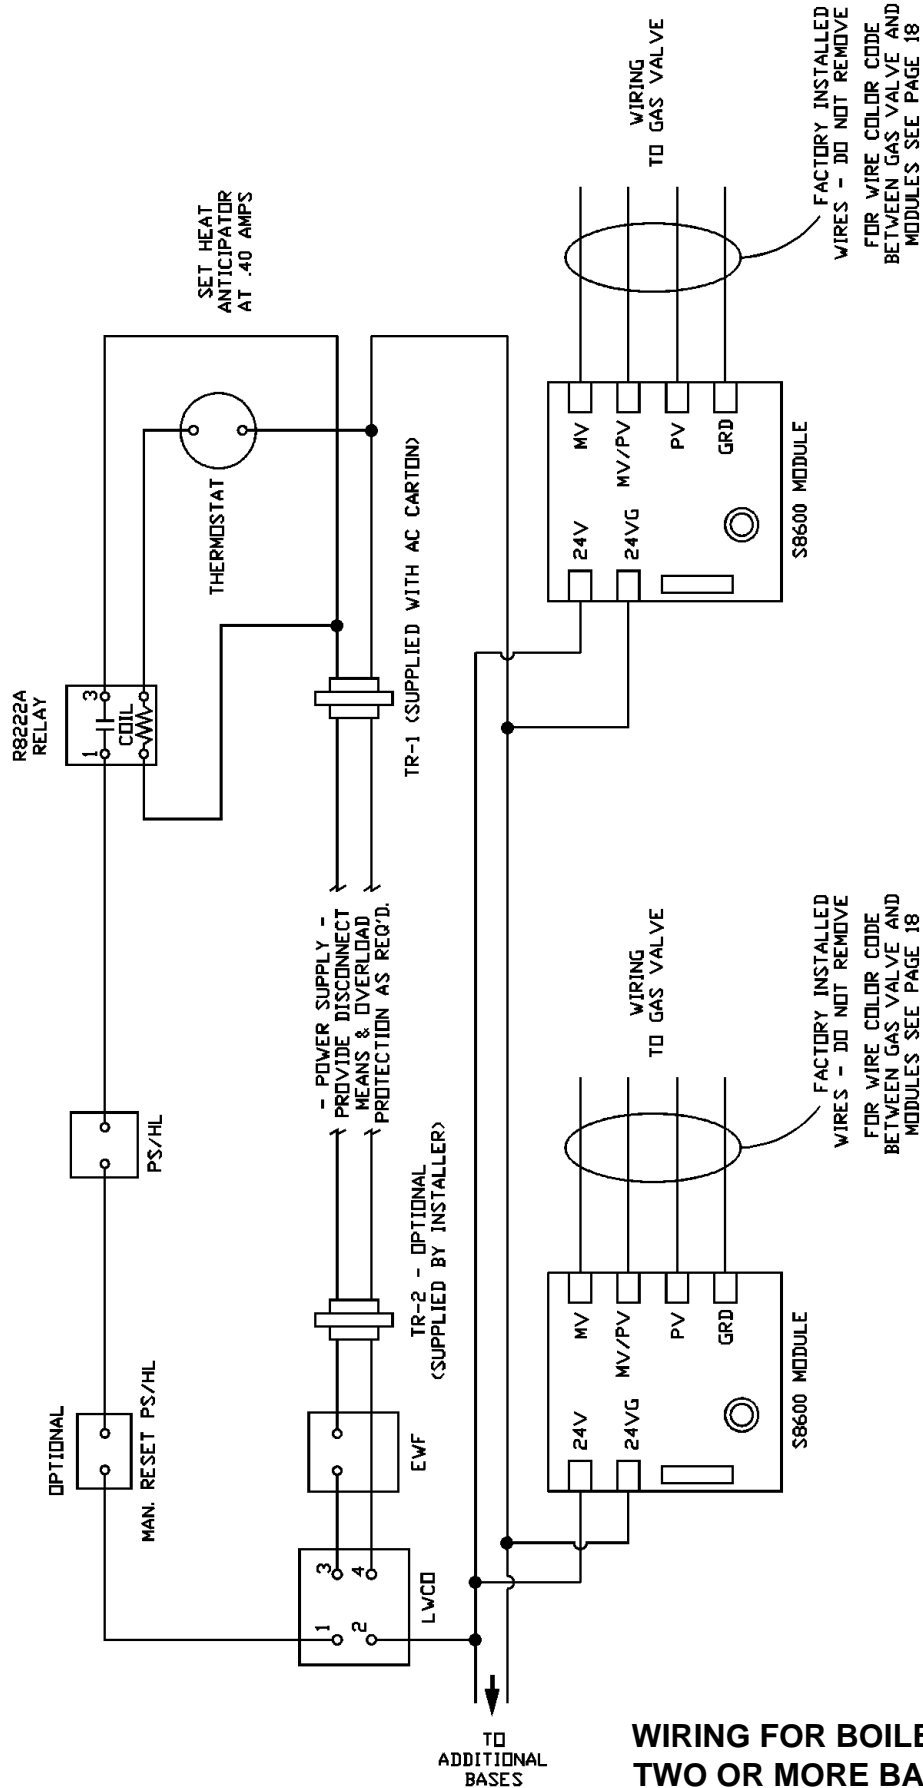 R8222A
RELAY
1
3
COIL
SET HEAT
ANTICIPATOR
AT .40 AMPS
THERMOSTAT
PS/HL
OPTIONAL
MAN. RESET PS/HL
- POWER SUPPLY -
PROVIDE DISCONNECT
MEANS & OVERLOAD
PROTECTION AS REQ'D.
TR-1 (SUPPLIED WITH AC CARTON)
TR-2 - OPTIONAL
(SUPPLIED BY INSTALLER)
EWF
1
2
3
4
LWCO
TO
ADDITIONAL
BASES
24V
24VG
MV
MV/PV
PV
GRD
S8600 MODULE
WIRING
TO GAS VALVE
FACTORY INSTALLED
WIRES - DO NOT REMOVE
FOR WIRE COLOR CODE
BETWEEN GAS VALVE AND
MODULES SEE PAGE 18
24V
24VG
MV
MV/PV
PV
GRD
S8600 MODULE
WIRING
TO GAS VALVE
FACTORY INSTALLED
WIRES - DO NOT REMOVE
FOR WIRE COLOR CODE
BETWEEN GAS VALVE AND
MODULES SEE PAGE 18
WIRING FOR
TWO OR MORE